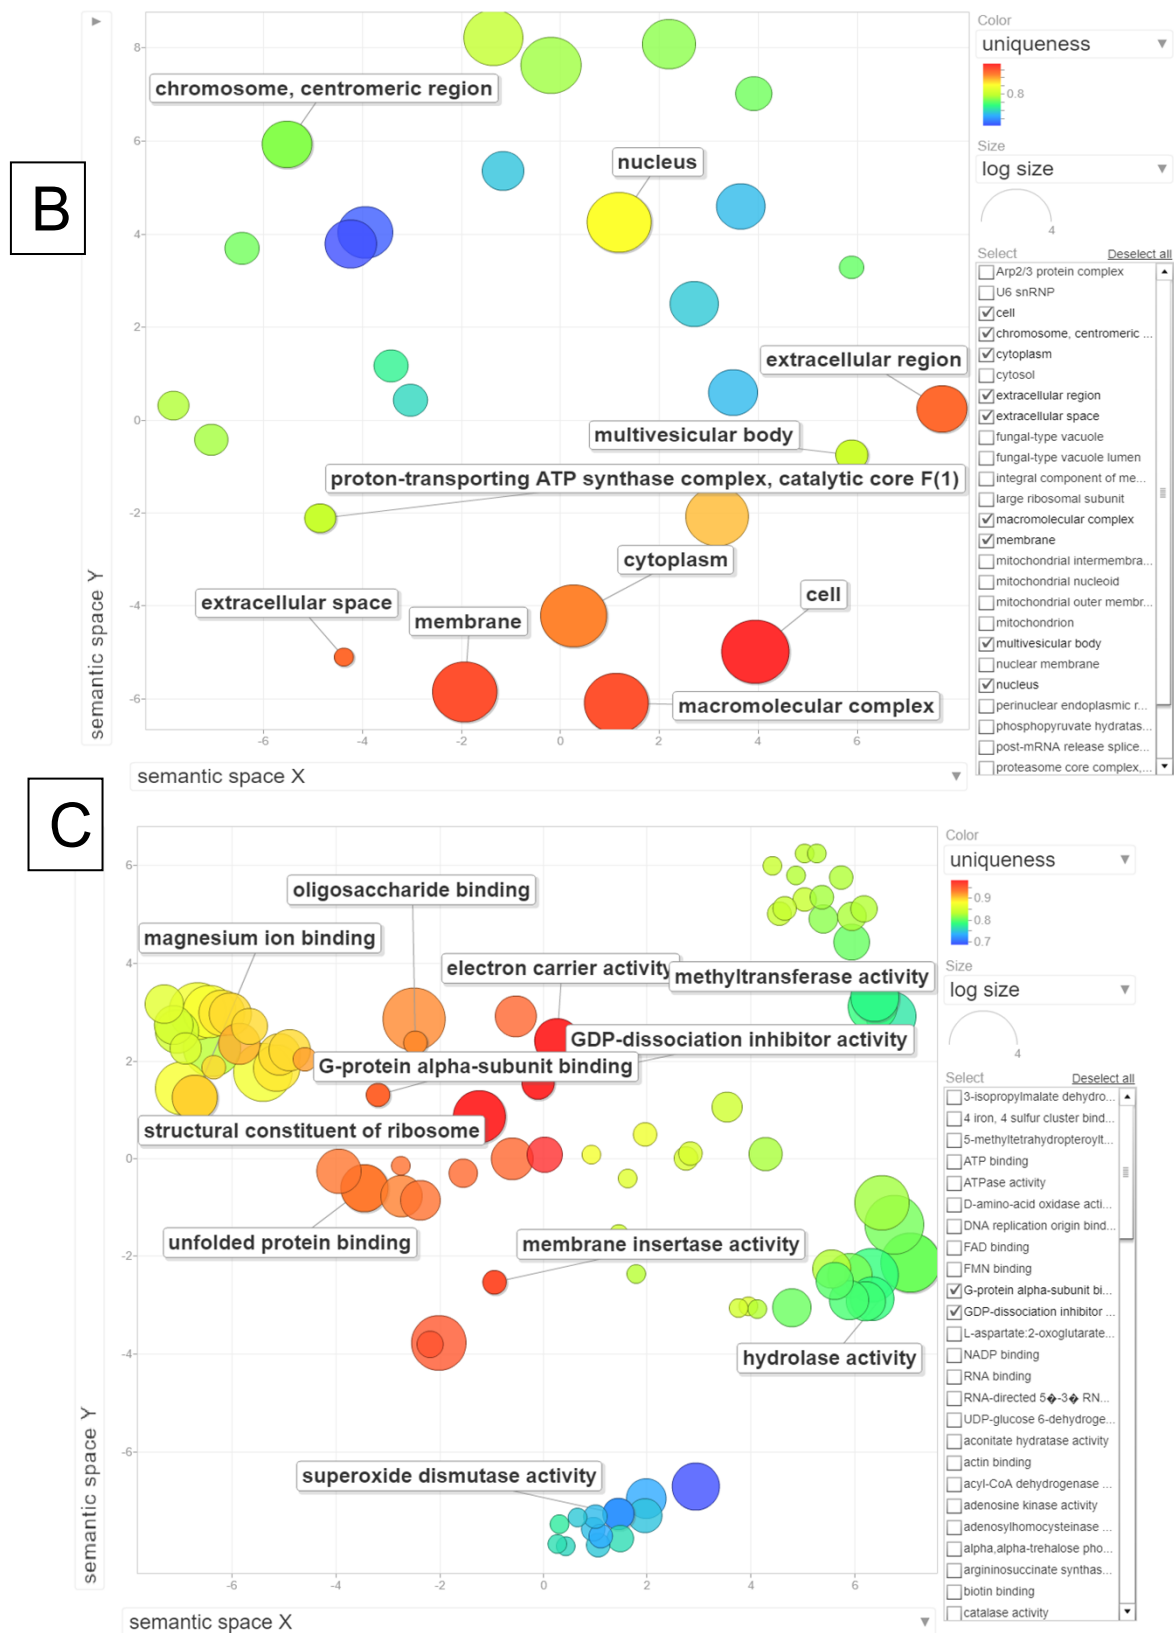 B
chromosome, centromeric region
nucleus
extracellular region
multivesicular body
proton-transporting ATP synthase complex, catalytic core F(1)
cytoplasm
extracellular space
membrane
cell
macromolecular complex
8
6
4
2
0
-2
-4
-6
-6
-4
-2
0
2
4
6
semantic space Y
semantic space X
Color
uniqueness
0.8
Size
log size
4
Select Deselect all
Arp2/3 protein complex
U6 snRNP
cell
chromosome, centromeric ...
cytoplasm
cytosol
extracellular region
extracellular space
fungal-type vacuole
fungal-type vacuole lumen
integral component of me...
large ribosomal subunit
macromolecular complex
membrane
mitochondrial intermembra...
mitochondrial nucleoid
mitochondrial outer membr...
mitochondrion
multivesicular body
nuclear membrane
nucleus
perinuclear endoplasmic r...
phosphopyruvate hydratas...
post-mRNA release splice...
proteasome core complex,...
C
oligosaccharide binding
magnesium ion binding
electron carrier activity
methyltransferase activity
GDP-dissociation inhibitor activity
G-protein alpha-subunit binding
structural constituent of ribosome
unfolded protein binding
membrane insertase activity
hydrolase activity
superoxide dismutase activity
6
4
2
0
-2
-4
-6
-6
-4
-2
0
2
4
6
semantic space Y
semantic space X
Color
uniqueness
0.9
0.8
0.7
Size
log size
4
Select Deselect all
3-isopropylmalate dehydro...
4 iron, 4 sulfur cluster bind...
5-methyltetrahydropteroylt...
ATP binding
ATPase activity
D-amino-acid oxidase acti...
DNA replication origin bind...
FAD binding
FMN binding
G-protein alpha-subunit bi...
GDP-dissociation inhibitor ...
L-aspartate:2-oxoglutarate...
NADP binding
RNA binding
RNA-directed 5�-3� RN...
UDP-glucose 6-dehydroge...
aconitate hydratase activity
actin binding
acyl-CoA dehydrogenase ...
adenosine kinase activity
adenosylhomocysteinase ...
alpha,alpha-trehalose pho...
argininosuccinate synthas...
biotin binding
catalase activity